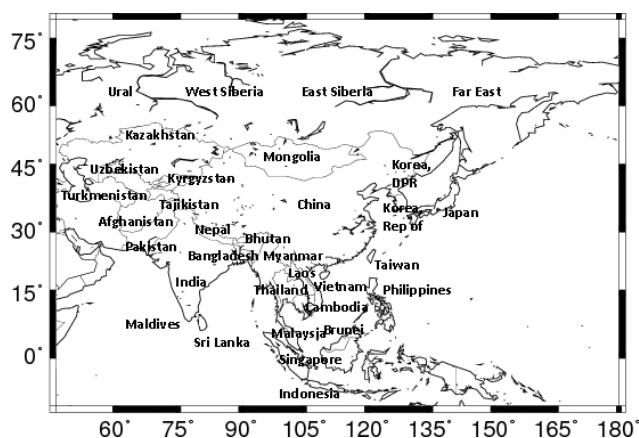 75°
Ural West Siberia East Siberia Far East
60°
Kazakhstan
Mongolia
45°
Uzbekistan
Kyrgyzstan
Korea,
DPR
Turkmenistan
Tajikistan
China
Korea,
Rep of
Japan
Afghanistan
30°
Nepal
Bhutan
Pakistan
Bangladesh Myanmar
Taiwan
India
Laos
Thailand
Vietnam
Philippines
15°
Cambodia
Maldives
Sri Lanka
Malaysia
Brunei
0°
Singapore
Indonesia
60° 75° 90° 105° 120° 135° 150° 165° 180°